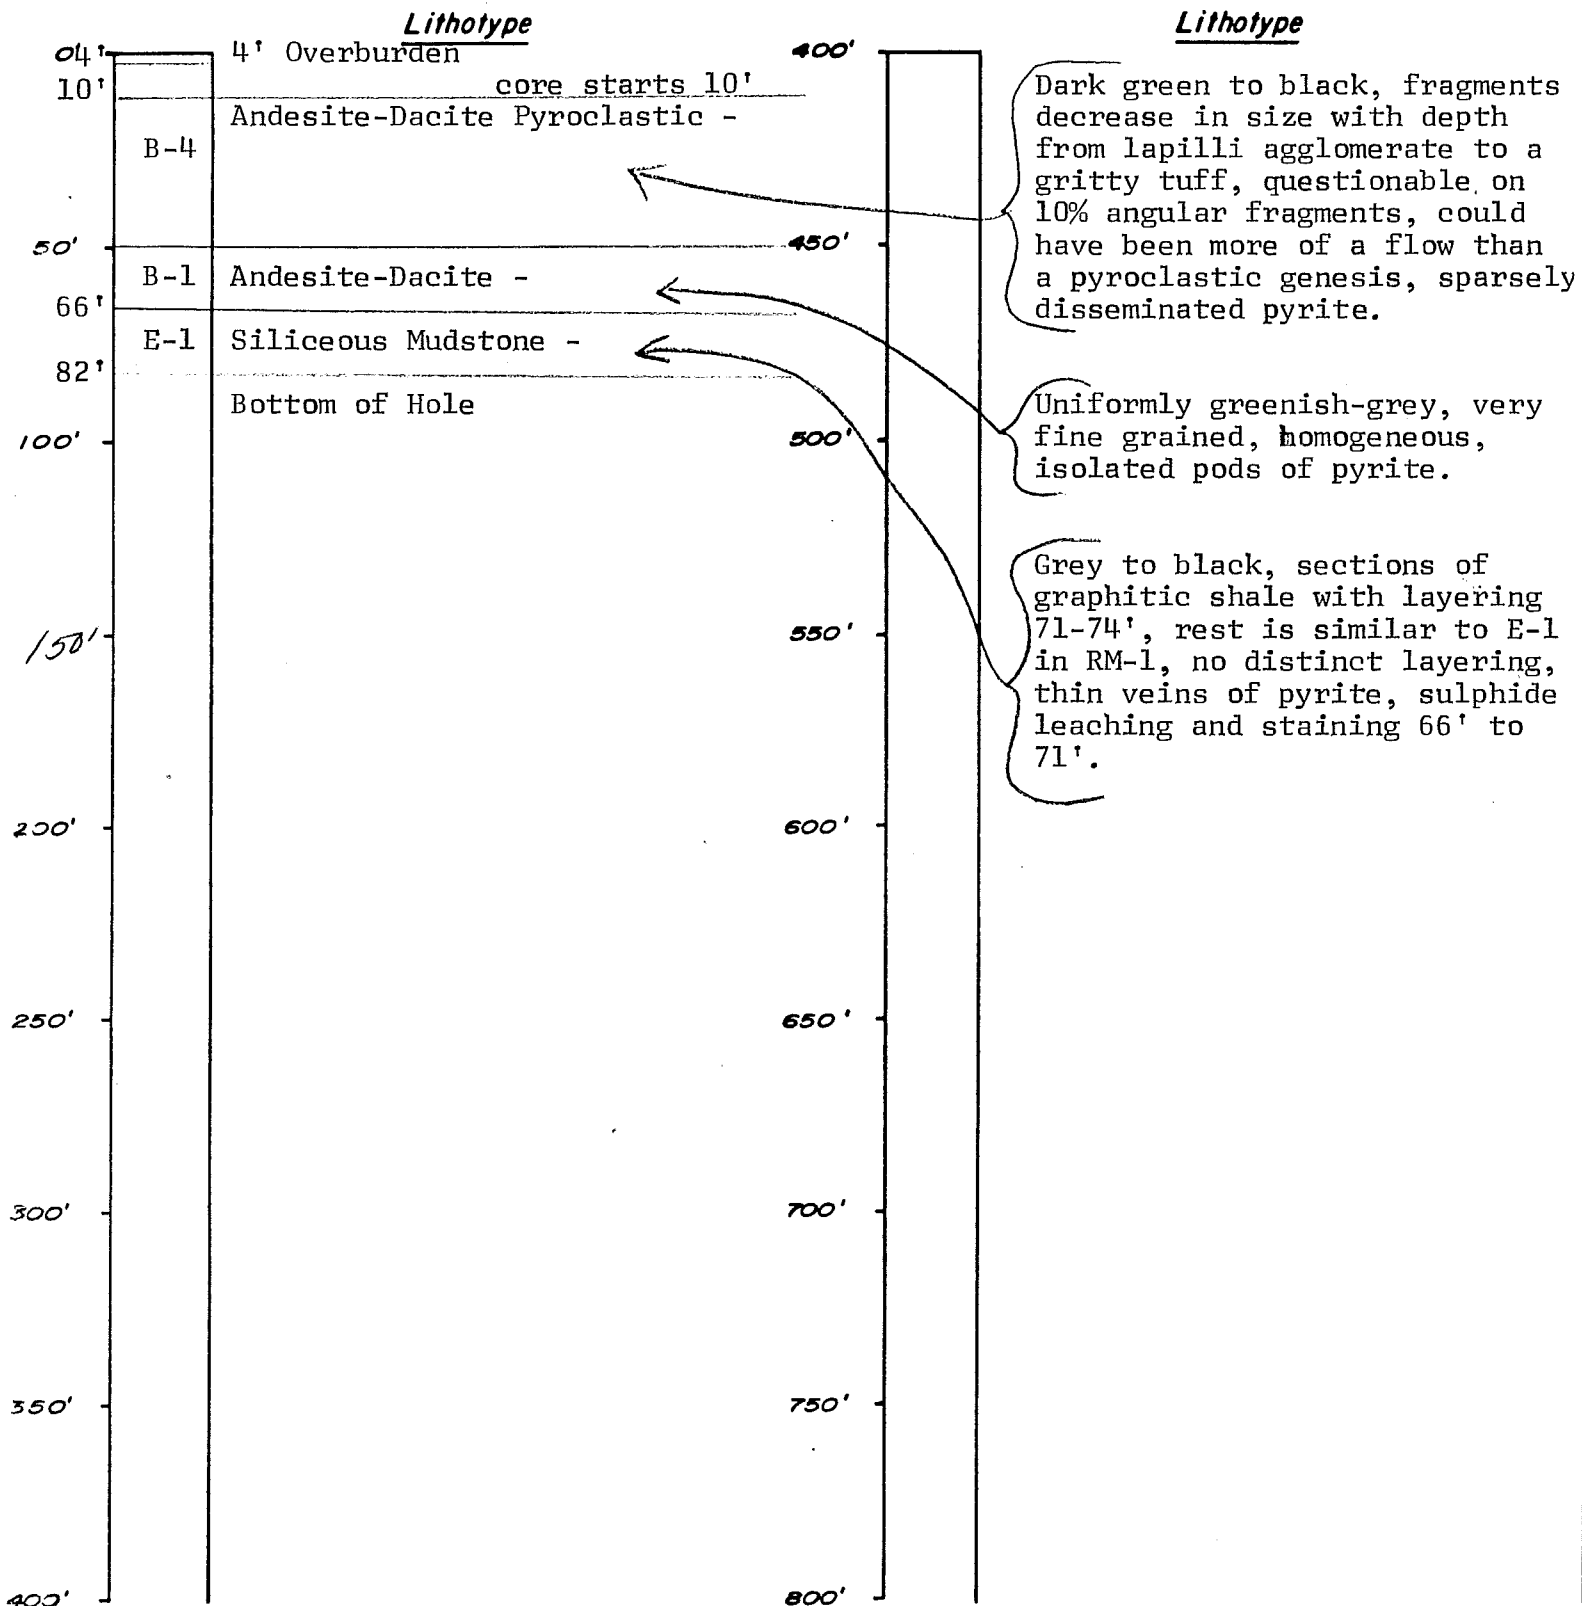 Lithotype
04'
4' Overburden
10'
core starts 10'
Andesite-Dacite Pyroclastic -
B-4
50'
B-1
Andesite-Dacite -
66'
E-1
Siliceous Mudstone -
82'
Bottom of Hole
100'
150'
200'
250'
300'
350'
400'
Lithotype
400'
450'
500'
550'
600'
650'
700'
750'
800'
Dark green to black, fragments
decrease in size with depth
from lapilli agglomerate to a
gritty tuff, questionable on
10% angular fragments, could
have been more of a flow than
a pyroclastic genesis, sparsely
disseminated pyrite.
Uniformly greenish-grey, very
fine grained, homogeneous,
isolated pods of pyrite.
Grey to black, sections of
graphitic shale with layering
71-74', rest is similar to E-1
in RM-1, no distinct layering,
thin veins of pyrite, sulphide
leaching and staining 66' to
71'.